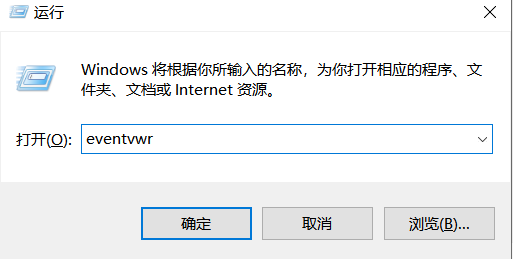 运行
Windows 将根据你所输入的名称，为你打开相应的程序、文
件夹、文档或 Internet 资源。
打开(O): eventvwr
确定 取消 浏览(B)...